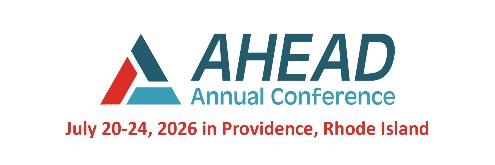 AHEAD
Annual Conference
July 20-24, 2026 in Providence, Rhode Island